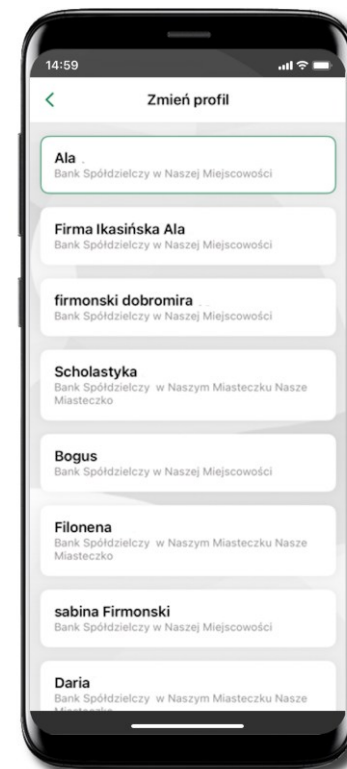 14:59
Zmień profil
Ala
Bank Spółdzielczy w Naszej Miejscowości
Firma Ikasińska Ala
Bank Spółdzielczy w Naszej Miejscowości
firmonski dobromira
Bank Spółdzielczy w Naszej Miejscowości
Scholastyka
Bank Spółdzielczy w Naszym Miasteczku Nasze
Miasteczko
Bogus
Bank Spółdzielczy w Naszej Miejscowości
Filonena
Bank Spółdzielczy w Naszym Miasteczku Nasze
Miasteczko
sabina Firmonski
Bank Spółdzielczy w Naszej Miejscowości
Daria
Bank Spółdzielczy w Naszym Miasteczku Nasze